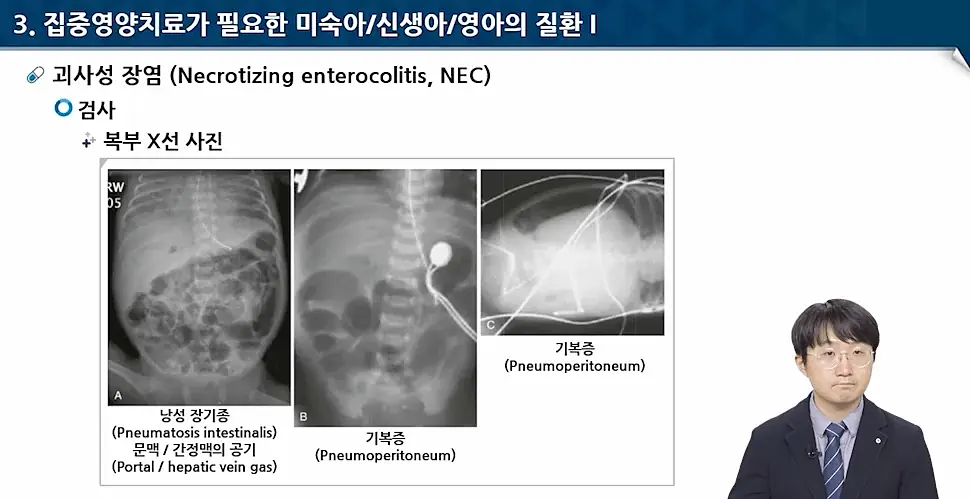 3. 집중영양치료가 필요한 미숙아/신생아/영아의 질환 I
괴사성 장염 (Necrotizing enterocolitis, NEC)
검사
복부 X선 사진
RW
05
A
B
C
낭성 장기종
(Pneumatosis intestinalis)
문맥 / 간정맥의 공기
(Portal / hepatic vein gas)
기복증
(Pneumoperitoneum)
기복증
(Pneumoperitoneum)